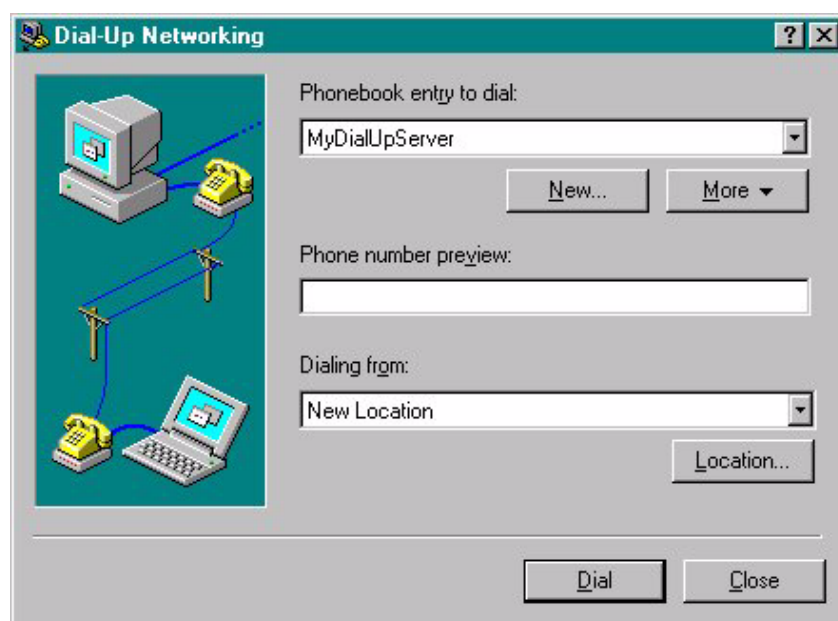 Dial-Up Networking
Phonebook entry to dial:
MyDialUpServer
New... More
Phone number preview:
Dialing from:
New Location
Location...
Dial Close